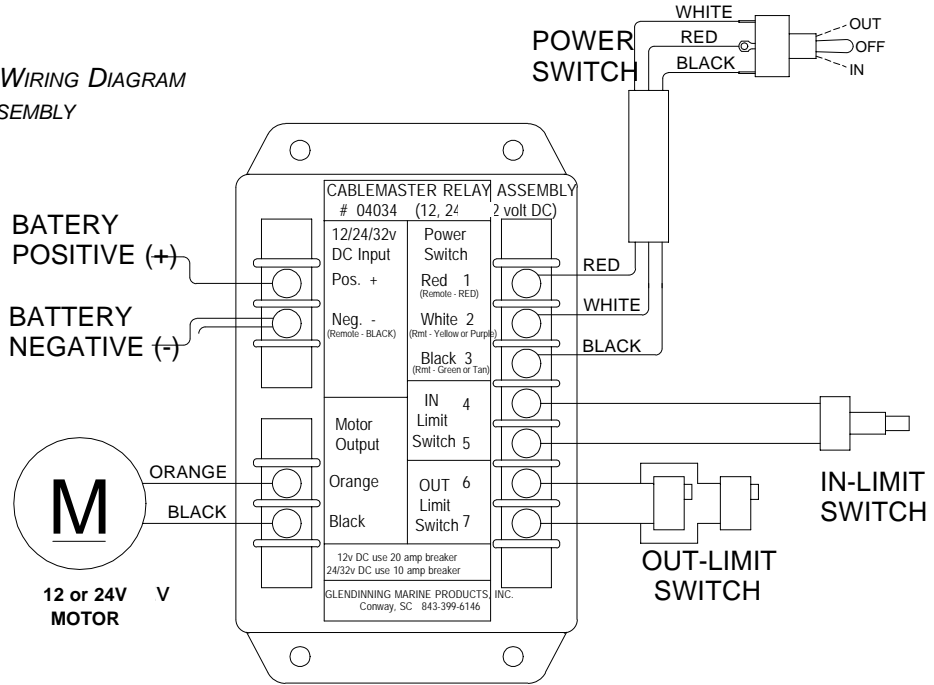 WIRING DIAGRAM
SEMBLY
POWER
SWITCH
WHITE
RED
BLACK
OUT
OFF
IN
BATERY
POSITIVE (+)
BATTERY
NEGATIVE (-)
CABLEMASTER RELAY ASSEMBLY
# 04034 (12, 24 2 volt DC)
12/24/32v
DC Input
Pos. +
Neg. -
(Remote - BLACK)
Power
Switch
Red 1
(Remote - RED)
White 2
(Rmt - Yellow or Purple)
Black 3
(Rmt - Green or Tan)
RED
WHITE
BLACK
Motor
Output
Orange
Black
IN 4
Limit
Switch 5
OUT 6
Limit
Switch 7
12v DC use 20 amp breaker
24/32v DC use 10 amp breaker
GLENDINNING MARINE PRODUCTS, INC.
Conway, SC 843-399-6146
ORANGE
BLACK
M
12 or 24V V
MOTOR
IN-LIMIT
SWITCH
OUT-LIMIT
SWITCH